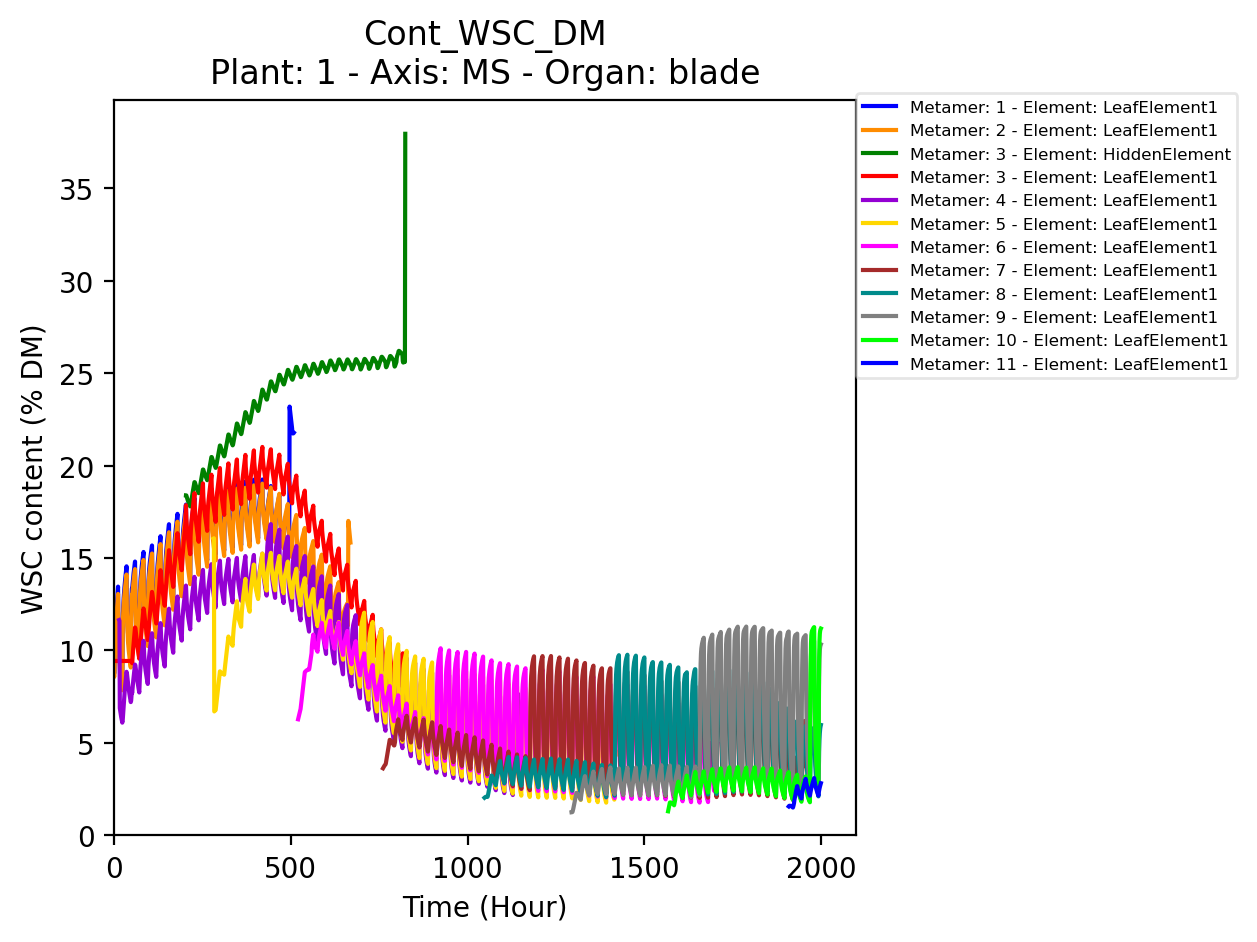 Cont_WSC_DM
Plant: 1 - Axis: MS - Organ: blade
Metamer: 1 - Element: LeafElement1
Metamer: 2 - Element: LeafElement1
Metamer: 3 - Element: HiddenElement
Metamer: 3 - Element: LeafElement1
Metamer: 4 - Element: LeafElement1
Metamer: 5 - Element: LeafElement1
Metamer: 6 - Element: LeafElement1
Metamer: 7 - Element: LeafElement1
Metamer: 8 - Element: LeafElement1
Metamer: 9 - Element: LeafElement1
Metamer: 10 - Element: LeafElement1
Metamer: 11 - Element: LeafElement1
WSC content (% DM)
35
30
25
20
15
10
5
0
0 500 1000 1500 2000
Time (Hour)